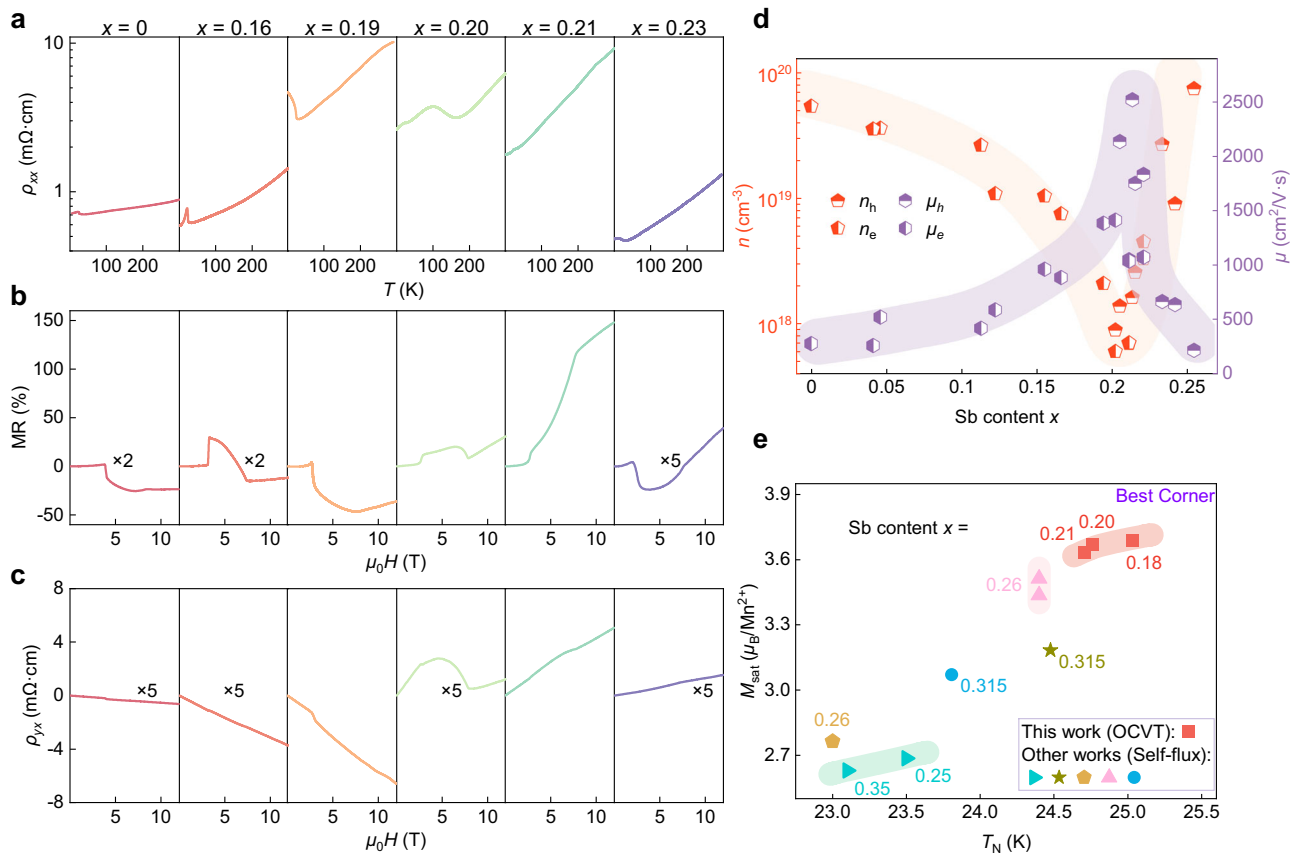 a
x = 0
x = 0.16
x = 0.19
x = 0.20
x = 0.21
x = 0.23
10
1
ρxx (mΩ·cm)
100 200
100 200
100 200
100 200
100 200
100 200
T (K)
b
150
100
50
0
-50
MR (%)
×2
×2
×5
5 10
5 10
5 10
5 10
5 10
5 10
μ0H (T)
c
8
4
0
-4
-8
ρyx (mΩ·cm)
×5
×5
×5
×5
5 10
5 10
5 10
5 10
5 10
5 10
μ0H (T)
d
10²⁰
10¹⁹
10¹⁸
n (cm⁻³)
nh
μh
ne
μe
2500
2000
1500
1000
500
0
μ (cm²/V·s)
0
0.05
0.1
0.15
0.2
0.25
Sb content x
e
Best Corner
Sb content x =
0.20
0.21
0.18
0.26
0.315
0.315
0.26
0.25
0.35
This work (OCVT):
Other works (Self-flux):
3.9
3.6
3.3
3.0
2.7
Msat (μB/Mn²⁺)
23.0
23.5
24.0
24.5
25.0
25.5
TN (K)